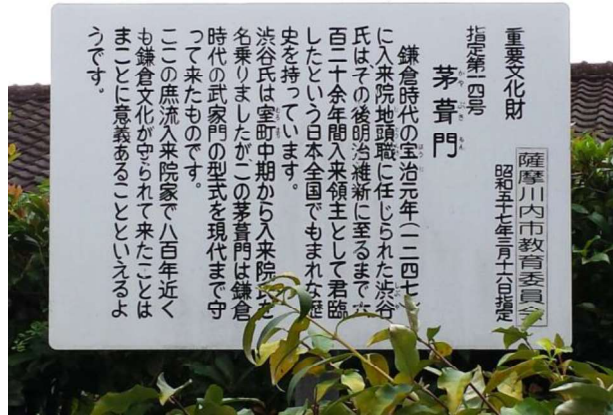 重要文化財
指定第一四号
茅葺門
かやぶきもん
薩摩川内市教育委員会
昭和五十七年三月十六日指定
鎌倉時代の宝治元年(一二四七
に入来院地頭職に任じられた渋谷
氏はその後明治維新に至るまで
百二十余年間入来領主として君臨
したという日本全国でもまれな歴
史を持っています。
渋谷氏は室町中期から入来院氏を
名乗りましたがこの茅葺門は鎌倉
時代の武家門の型式を現代まで守
って来たものです。
ここの庶流入来院家で八百年近く
も鎌倉文化が守られて来たことは
まことに意義あることといえるよ
うです。